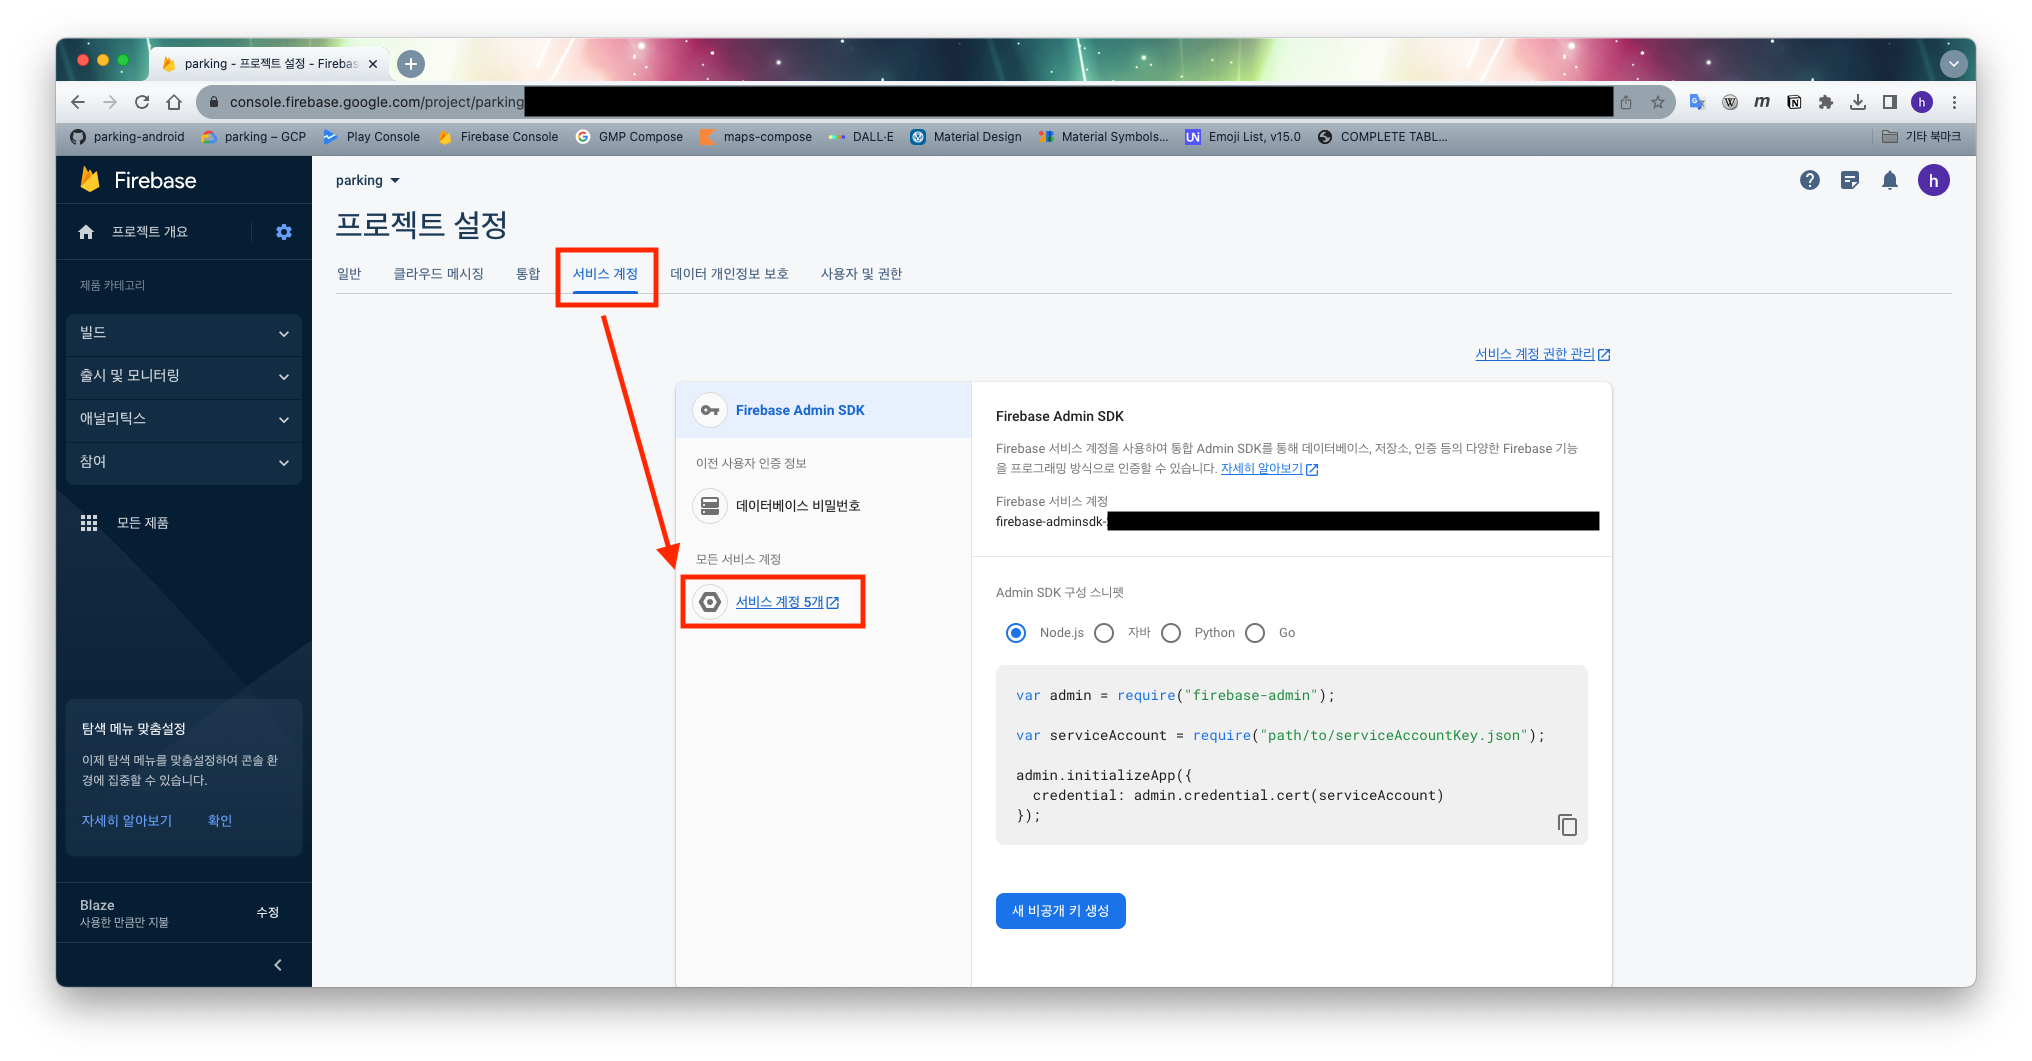 parking - 프로젝트 설정 - Firebas
console.firebase.google.com/project/parking
h
parking-android
parking – GCP
Play Console
Firebase Console
GMP Compose
maps-compose
DALL·E
Material Design
Material Symbols...
Emoji List, v15.0
COMPLETE TABL...
기타 북마크
Firebase
parking
h
프로젝트 개요
프로젝트 설정
일반
클라우드 메시징
통합
서비스 계정
데이터 개인정보 보호
사용자 및 권한
제품 카테고리
빌드
출시 및 모니터링
애널리틱스
참여
모든 제품
탐색 메뉴 맞춤설정
이제 탐색 메뉴를 맞춤설정하여 콘솔 환
경에 집중할 수 있습니다.
자세히 알아보기
확인
Blaze
사용한 만큼만 지불
수정
서비스 계정 권한 관리
Firebase Admin SDK
이전 사용자 인증 정보
데이터베이스 비밀번호
모든 서비스 계정
서비스 계정 5개
Firebase Admin SDK
Firebase 서비스 계정을 사용하여 통합 Admin SDK를 통해 데이터베이스, 저장소, 인증 등의 다양한 Firebase 기능
을 프로그래밍 방식으로 인증할 수 있습니다. 자세히 알아보기
Firebase 서비스 계정
firebase-adminsdk-
Admin SDK 구성 스니펫
Node.js
자바
Python
Go
var admin = require("firebase-admin");
var serviceAccount = require("path/to/serviceAccountKey.json");
admin.initializeApp({
credential: admin.credential.cert(serviceAccount)
});
새 비공개 키 생성